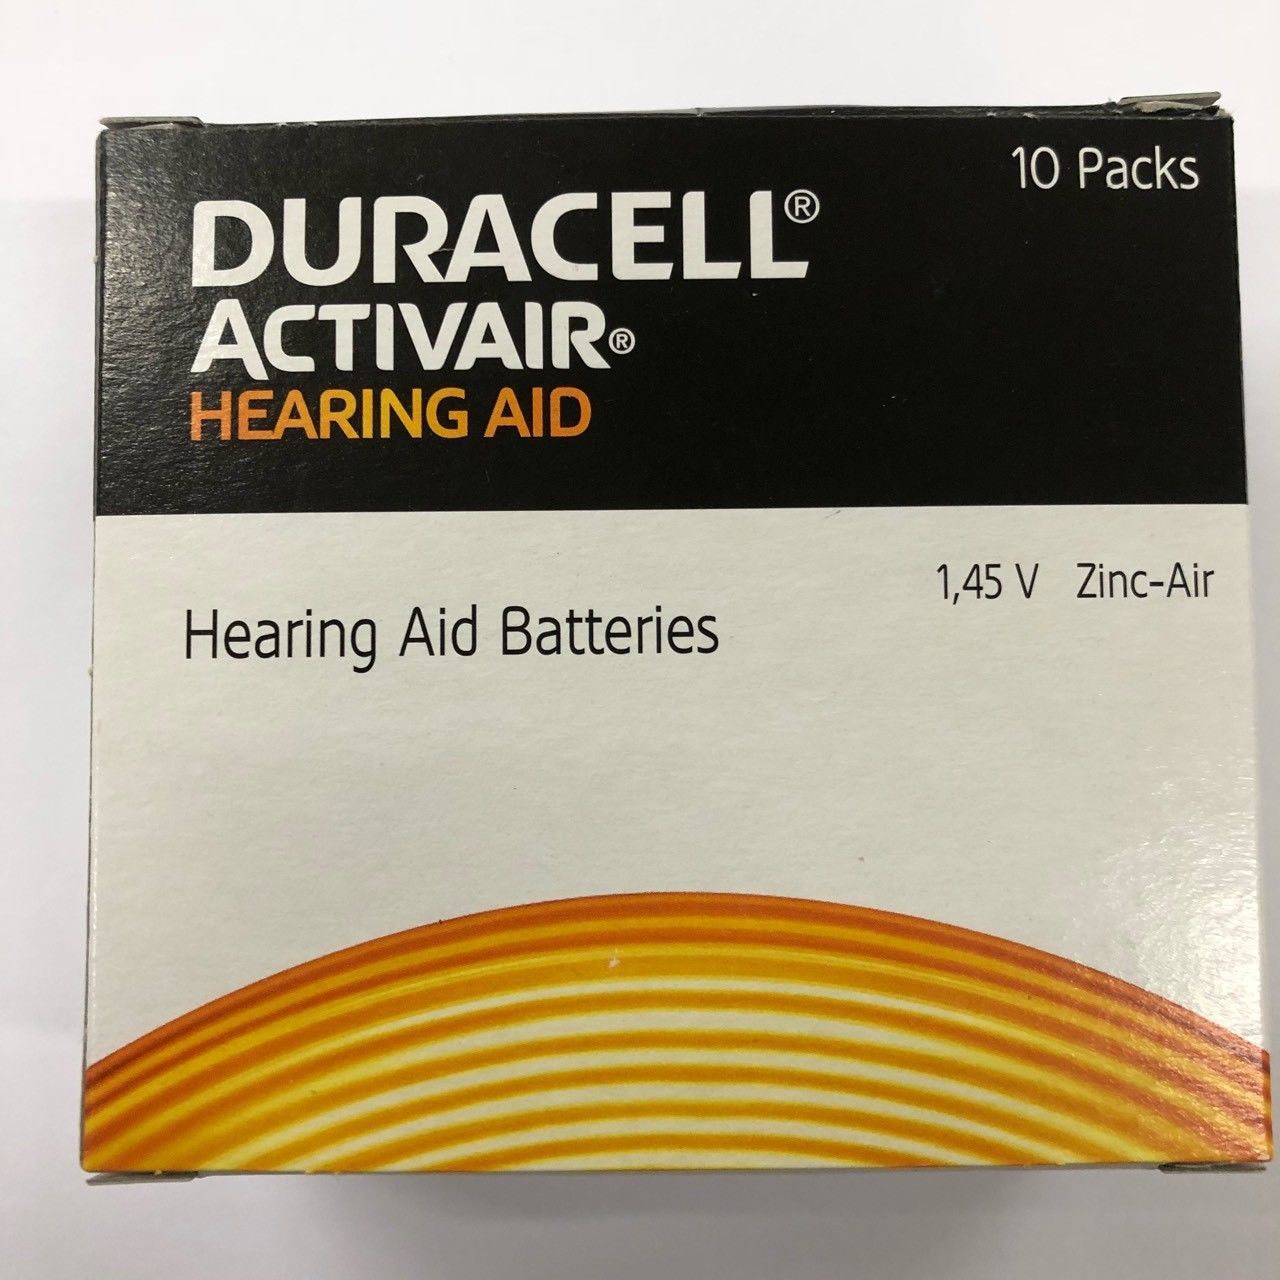 10 Packs
DURACELL®
ACTIVAIR®
HEARING AID
1,45 V Zinc-Air
Hearing Aid Batteries